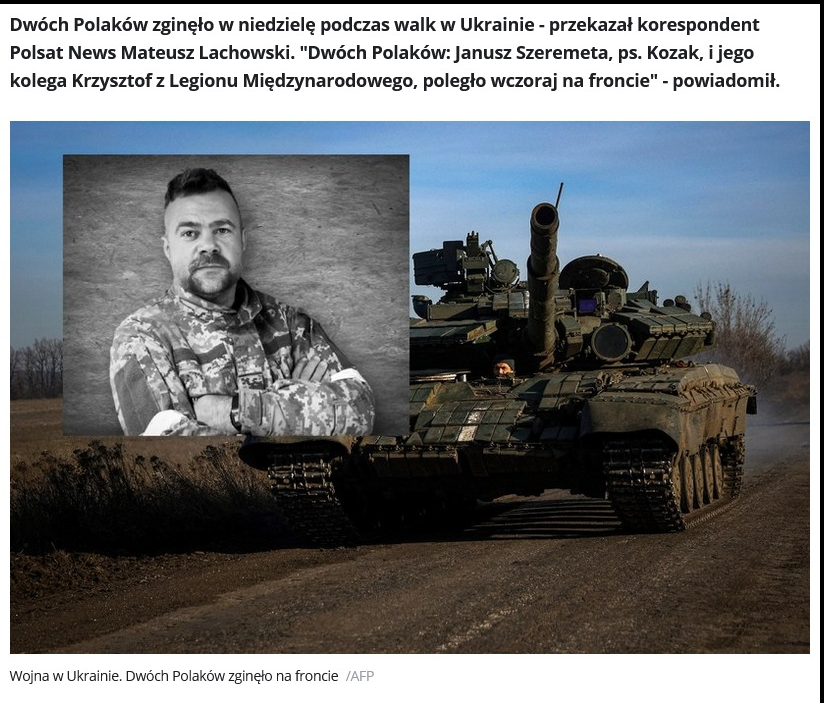 Dwóch Polaków zginęło w niedzielę podczas walk w Ukrainie - przekazał korespondent
Polsat News Mateusz Lachowski. "Dwóch Polaków: Janusz Szeremeta, ps. Kozak, i jego
kolega Krzysztof z Legionu Międzynarodowego, poległo wczoraj na froncie" - powiadomił.
Wojna w Ukrainie. Dwóch Polaków zginęło na froncie /AFP